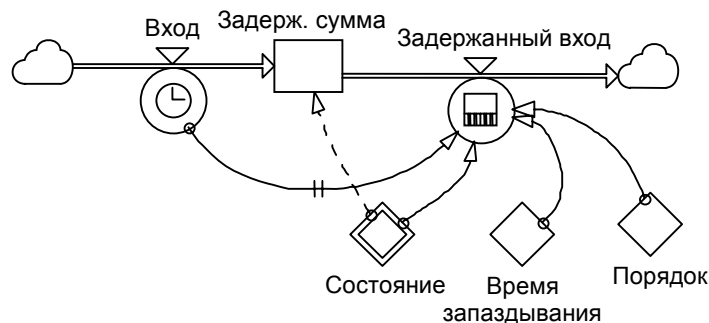 Вход
Задерж. сумма
Задержанный вход
Состояние
Время
запаздывания
Порядок